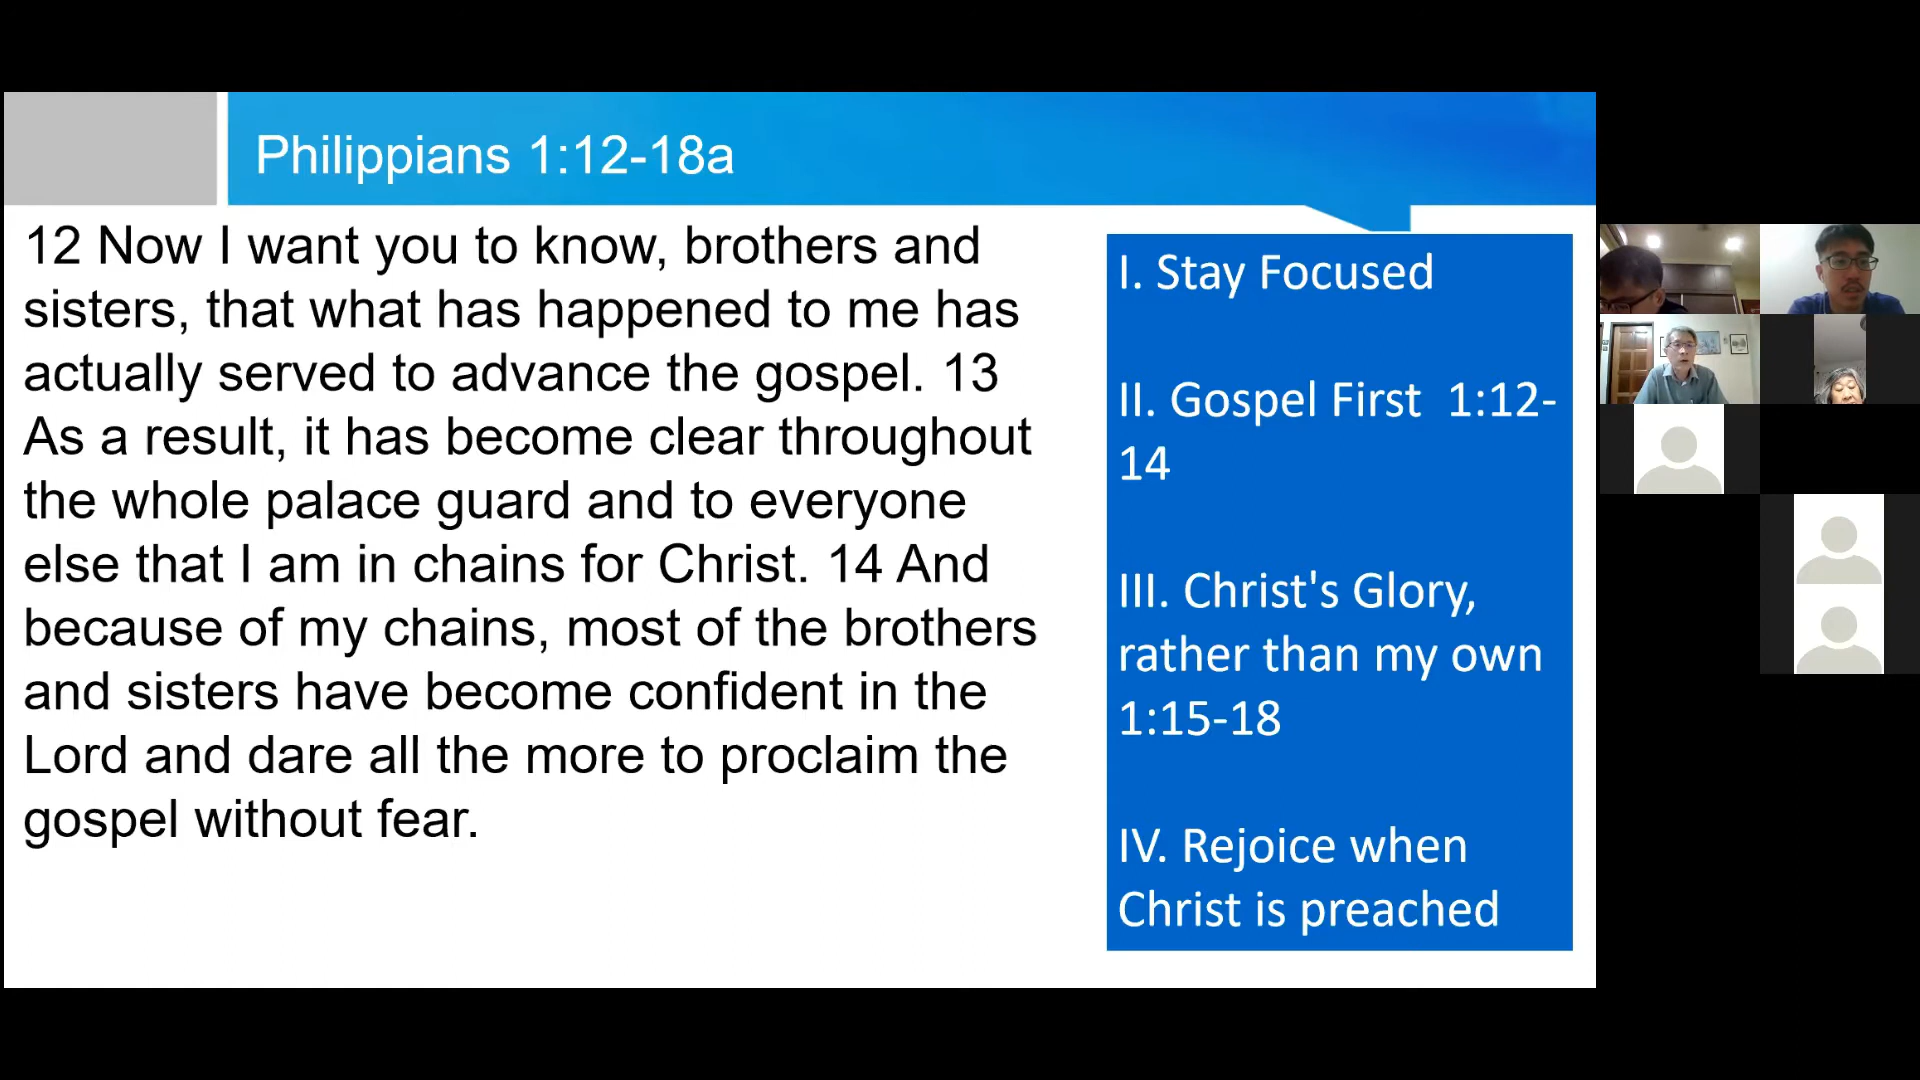 Philippians 1:12-18a
12 Now I want you to know, brothers and
sisters, that what has happened to me has
actually served to advance the gospel. 13
As a result, it has become clear throughout
the whole palace guard and to everyone
else that I am in chains for Christ. 14 And
because of my chains, most of the brothers
and sisters have become confident in the
Lord and dare all the more to proclaim the
gospel without fear.
I. Stay Focused
II. Gospel First  1:12-
14
III. Christ's Glory,
rather than my own
1:15-18
IV. Rejoice when
Christ is preached